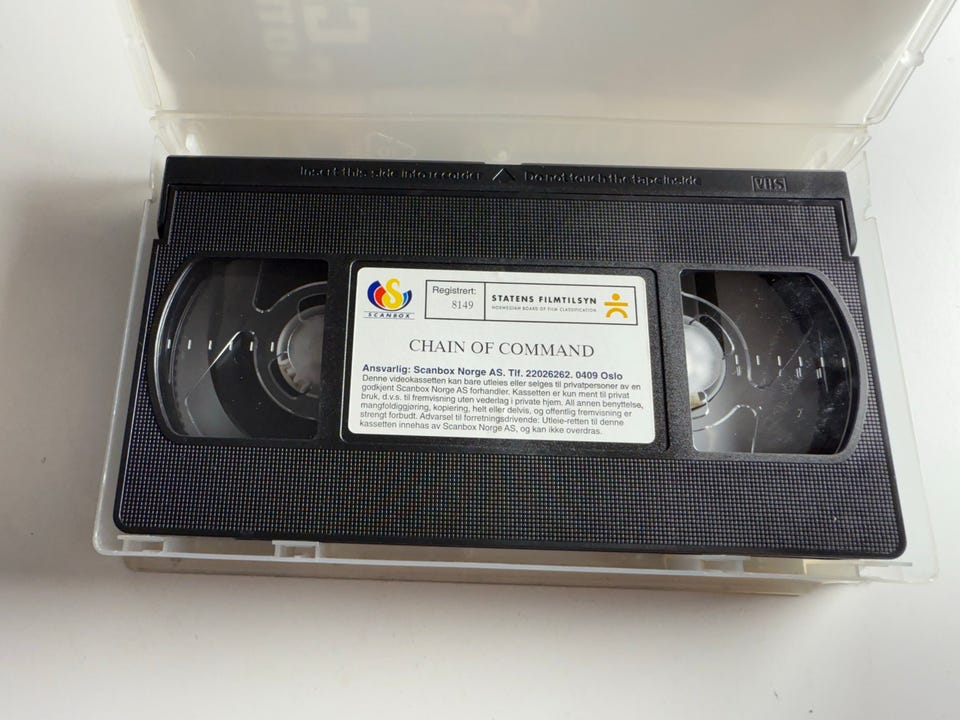 Insert this side into recorder Do not touch the tape inside VHS
SCANBOX
Registrert:
8149
STATENS FILMTILSYN
NORWEGIAN BOARD OF FILM CLASSIFICATION
CHAIN OF COMMAND
Ansvarlig: Scanbox Norge AS. Tlf. 22026262. 0409 Oslo
Denne videokassetten kan bare utleies eller selges til privatpersoner av en
godkjent Scanbox Norge AS forhandler. Kassetten er kun ment til privat
bruk, d.v.s. til fremvisning uten vederlag i private hjem. All annen benyttelse,
mangfoldiggjøring, kopiering, helt eller delvis, og offentlig fremvisning er
strengt forbudt. Advarsel til forretningsdrivende: Utleie-retten til denne
kassetten innehas av Scanbox Norge AS, og kan ikke overdras.